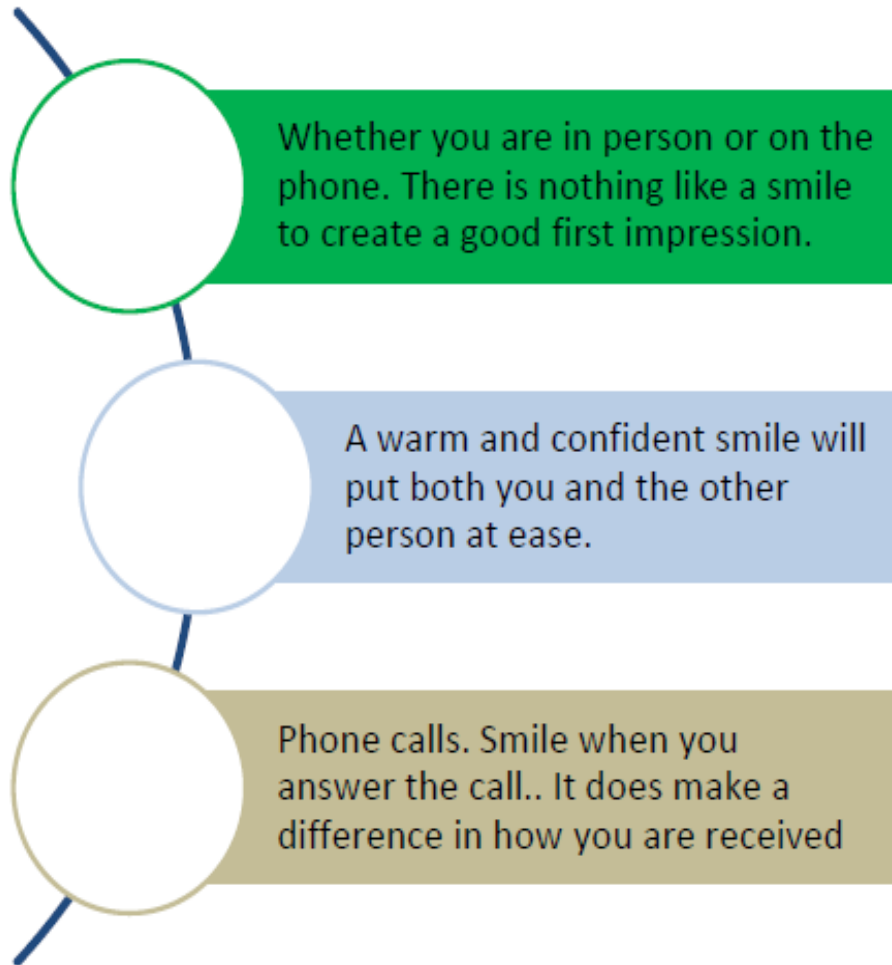 Whether you are in person or on the
phone. There is nothing like a smile
to create a good first impression.
A warm and confident smile will
put both you and the other
person at ease.
Phone calls. Smile when you
answer the call.. It does make a
difference in how you are received